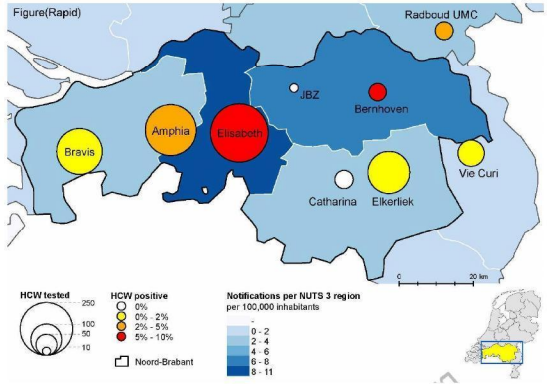 Figure(Rapid)
Radboud UMC
JBZ
Bernhoven
Amphia
Elisabeth
Bravis
Vie Curi
Catharina
Elkerliek
0
20 km
HCW tested
250
100
50
10
HCW positive
0%
0% - 2%
2% - 5%
5% - 10%
Noord-Brabant
Notifications per NUTS 3 region
per 100,000 inhabitants
-
0 - 2
2 - 4
4 - 6
6 - 8
8 - 11